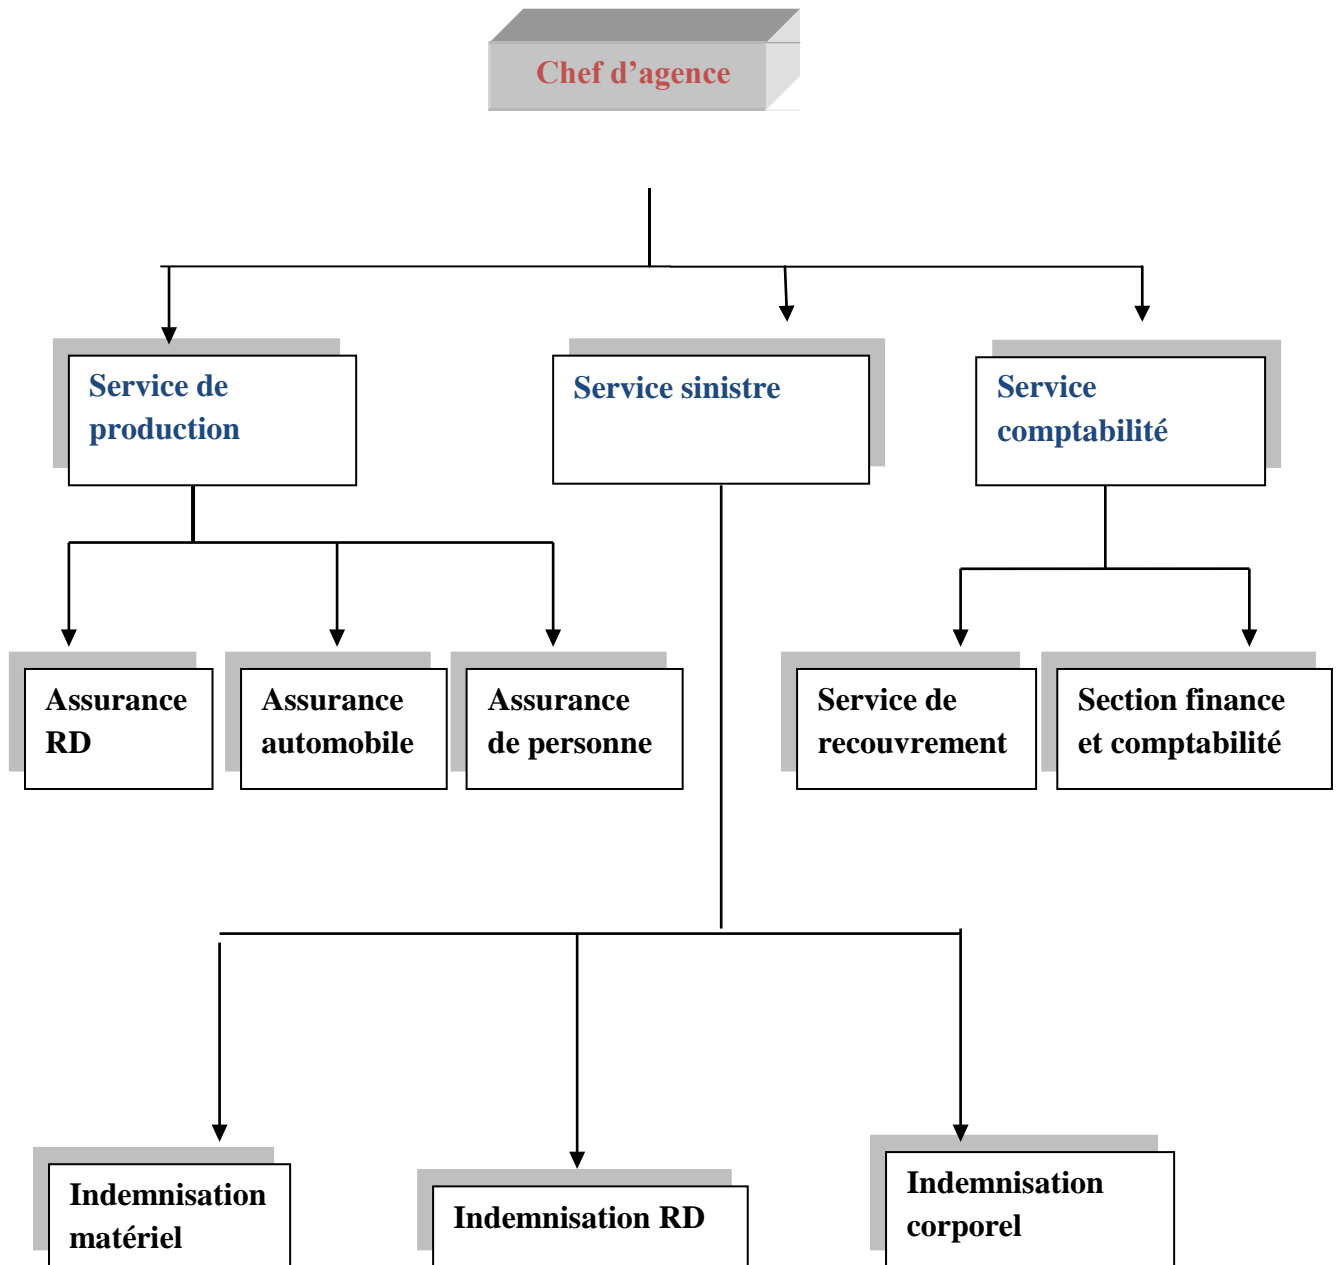 Chef d’agence
Service de
production
Service sinistre
Service
comptabilité
Assurance
RD
Assurance
automobile
Assurance
de personne
Service de
recouvrement
Section finance
et comptabilité
Indemnisation
matériel
Indemnisation RD
Indemnisation
corporel